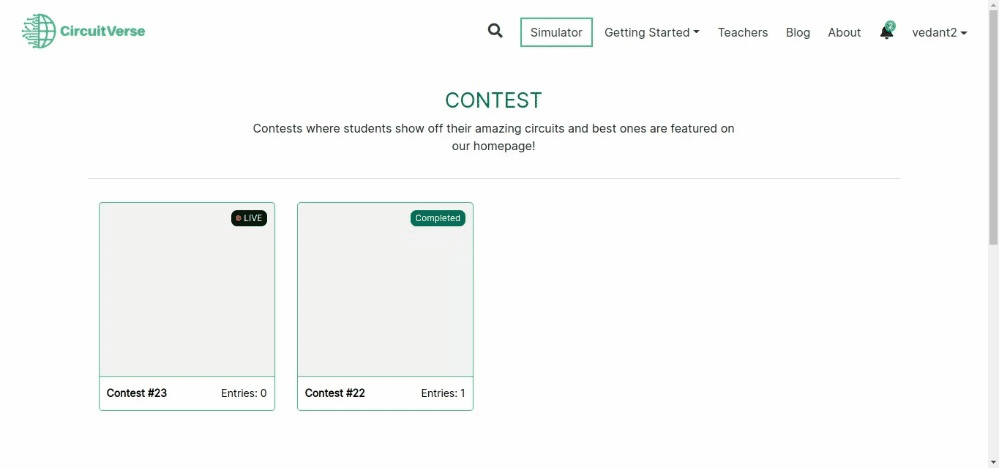 CircuitVerse
Simulator
Getting Started
Teachers
Blog
About
2
vedant2
CONTEST
Contests where students show off their amazing circuits and best ones are featured on
our homepage!
LIVE
Completed
Contest #23 Entries: 0
Contest #22 Entries: 1